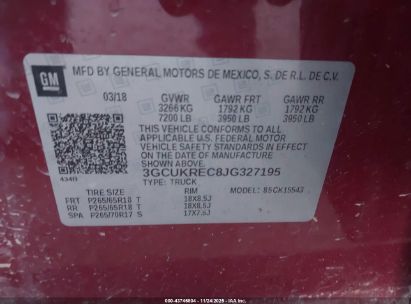 GM
MFD BY GENERAL MOTORS DE MEXICO, S. DE R.L. DE C.V.
03/18 GVWR GAWR FRT GAWR RR
3266 KG 1792 KG 1792 KG
7200 LB 3950 LB 3950 LB
THIS VEHICLE CONFORMS TO ALL APPLICABLE U.S. FEDERAL MOTOR VEHICLE SAFETY STANDARDS IN EFFECT ON THE DATE OF MANUFACTURE SHOWN ABOVE.
3GCUKREC8JG327195
TYPE: TRUCK
TIRE SIZE RIM MODEL: 85CK15543
FRT P265/65R18 T 18X8.5J
RR P265/65R18 T 18X8.5J
SPA P265/70R17 S 17X7.5J